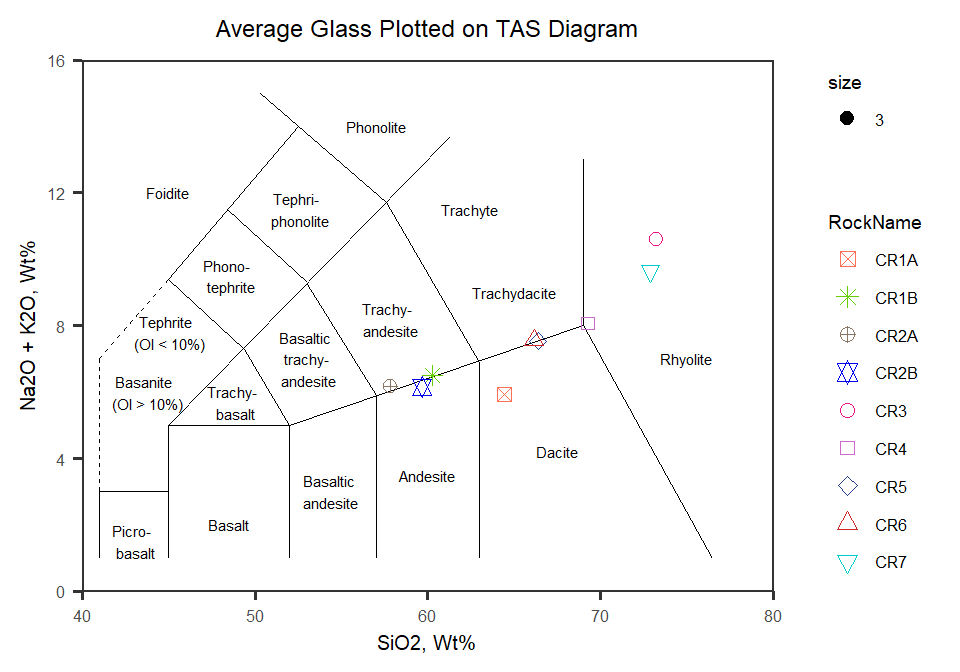 Average Glass Plotted on TAS Diagram
Na2O + K2O, Wt%
16
12
8
4
0
40
50
60
70
80
SiO2, Wt%
Phonolite
Foidite
Tephri-
phonolite
Trachyte
Phono-
tephrite
Trachydacite
Tephrite
(Ol < 10%)
Trachy-
andesite
Basaltic
trachy-
andesite
Rhyolite
Basanite
(Ol > 10%)
Trachy-
basalt
Dacite
Andesite
Basaltic
andesite
Basalt
Picro-
basalt
size
3
RockName
CR1A
CR1B
CR2A
CR2B
CR3
CR4
CR5
CR6
CR7